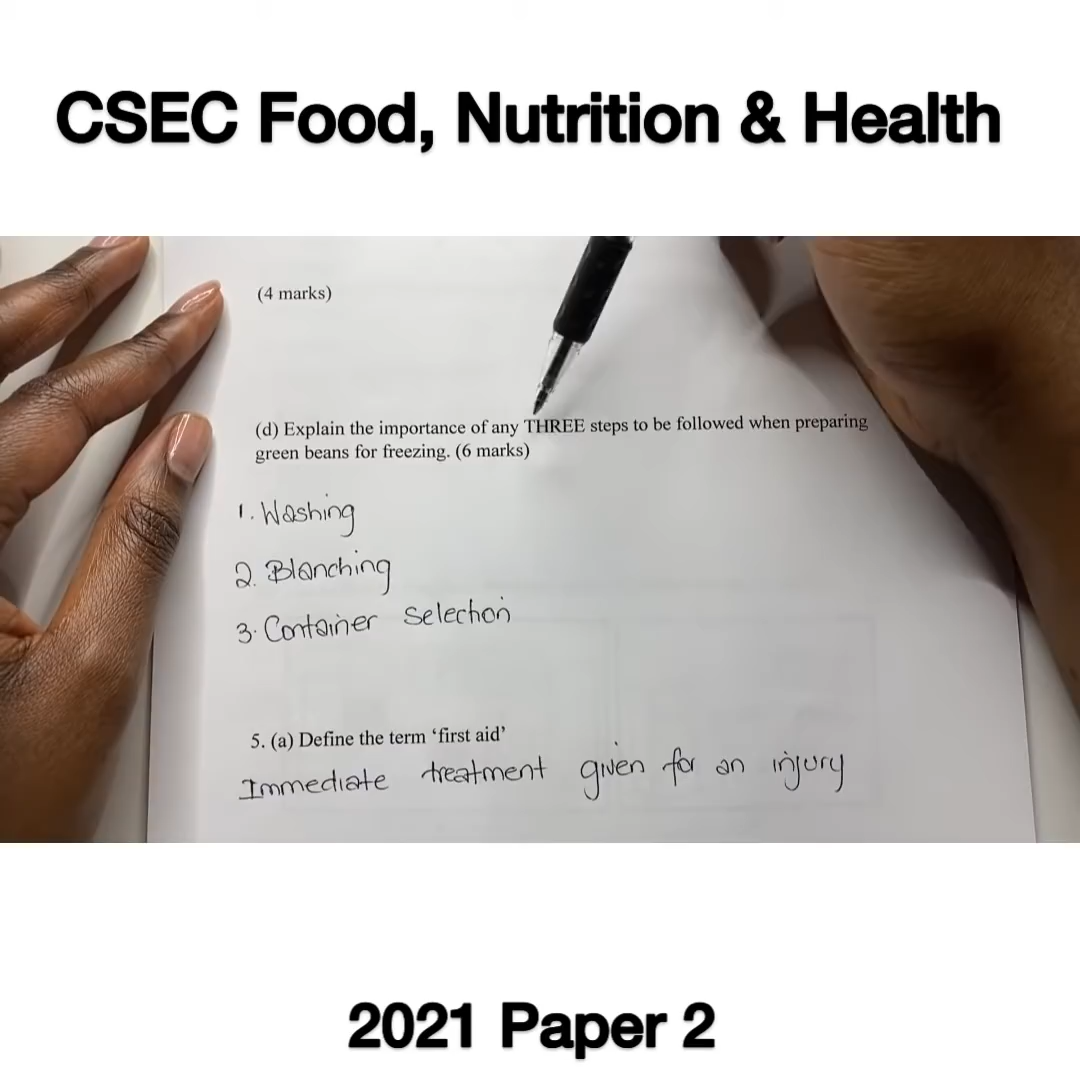 CSEC Food, Nutrition & Health
(4 marks)
(d) Explain the importance of any THREE steps to be followed when preparing
green beans for freezing. (6 marks)
1. Washing
2. Blanching
3. Container selection
5. (a) Define the term ‘first aid’
Immediate treatment given for an injury
2021 Paper 2